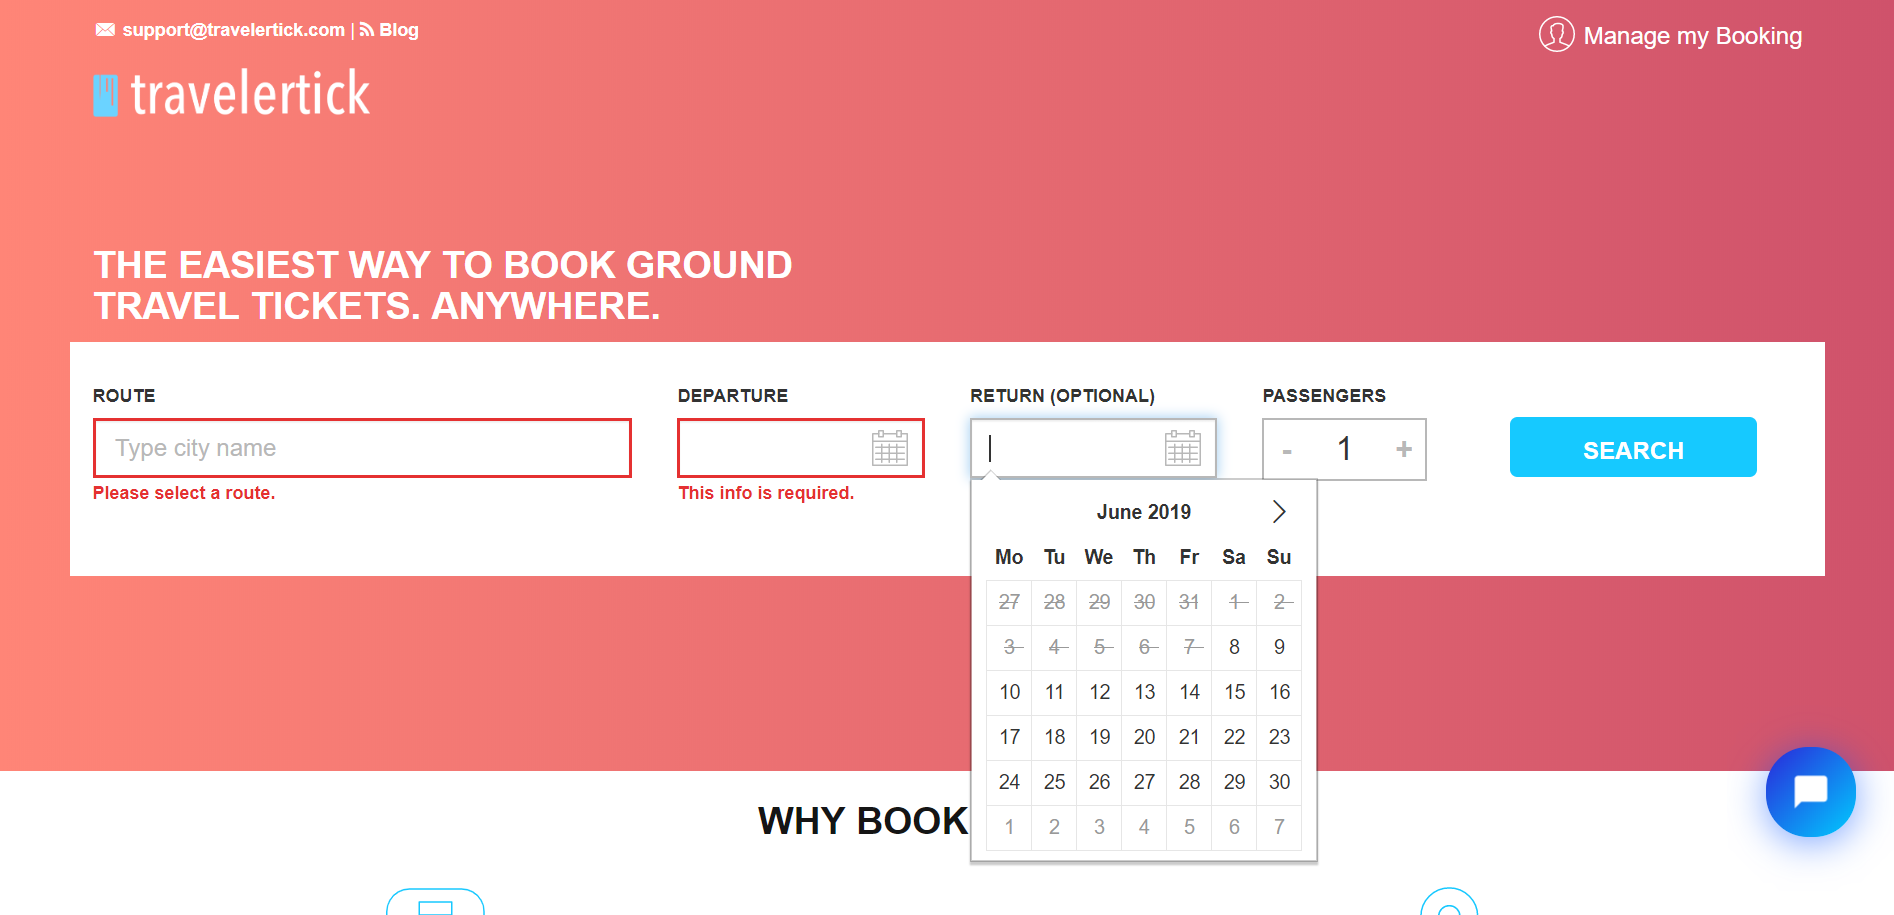 support@travelertick.com | Blog
Manage my Booking
travelertick
THE EASIEST WAY TO BOOK GROUND
TRAVEL TICKETS. ANYWHERE.
ROUTE DEPARTURE RETURN (OPTIONAL) PASSENGERS
Type city name - 1 + SEARCH
Please select a route. This info is required.
June 2019
Mo Tu We Th Fr Sa Su
27 28 29 30 31 1 2
3 4 5 6 7 8 9
10 11 12 13 14 15 16
17 18 19 20 21 22 23
24 25 26 27 28 29 30
1 2 3 4 5 6 7
WHY BOOK